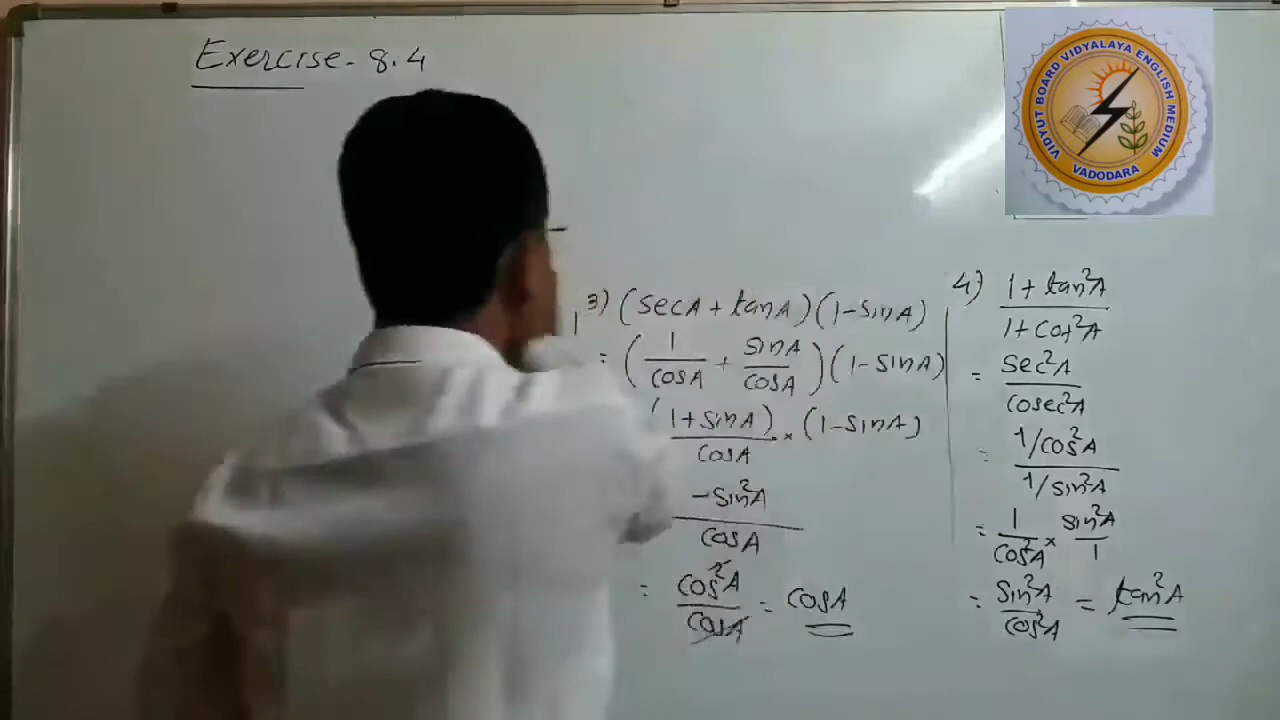 Exercise - 8.4
VIDYUT BOARD VIDYALAYA ENGLISH MEDIUM
VADODARA
3) (secA + tanA)(1-sinA)
= (1/cosA + sinA/cosA)(1-sinA)
(1+sinA)/cosA × (1-sinA)
-sin²A/cosA
= cos²A/cosA = cosA
4) 1+tan²A/1+cot²A
= sec²A/cosec²A
= 1/cos²A/1/sin²A
= 1/cos²A × sin²A/1
= sin²A/cos²A = tan²A